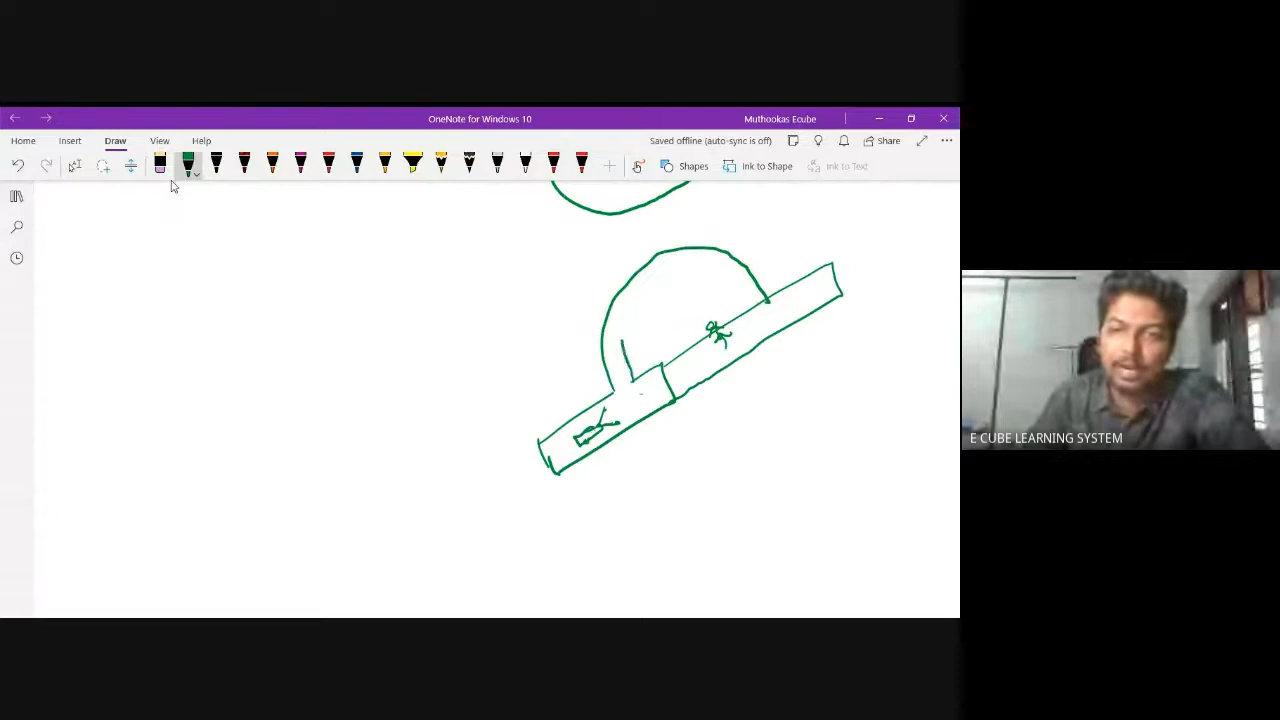 OneNote for Windows 10
Muthookas Ecube
Home Insert Draw View Help
Saved offline (auto-sync is off)
Share
Shapes
Ink to Shape
Ink to Text
E CUBE LEARNING SYSTEM